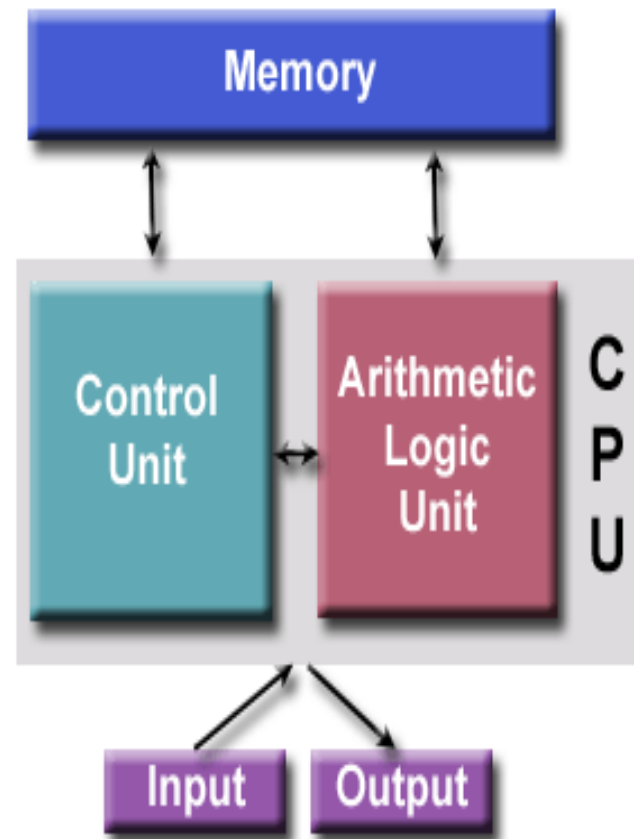 Memory
Control
Unit
Arithmetic
Logic
Unit
C
P
U
Input
Output